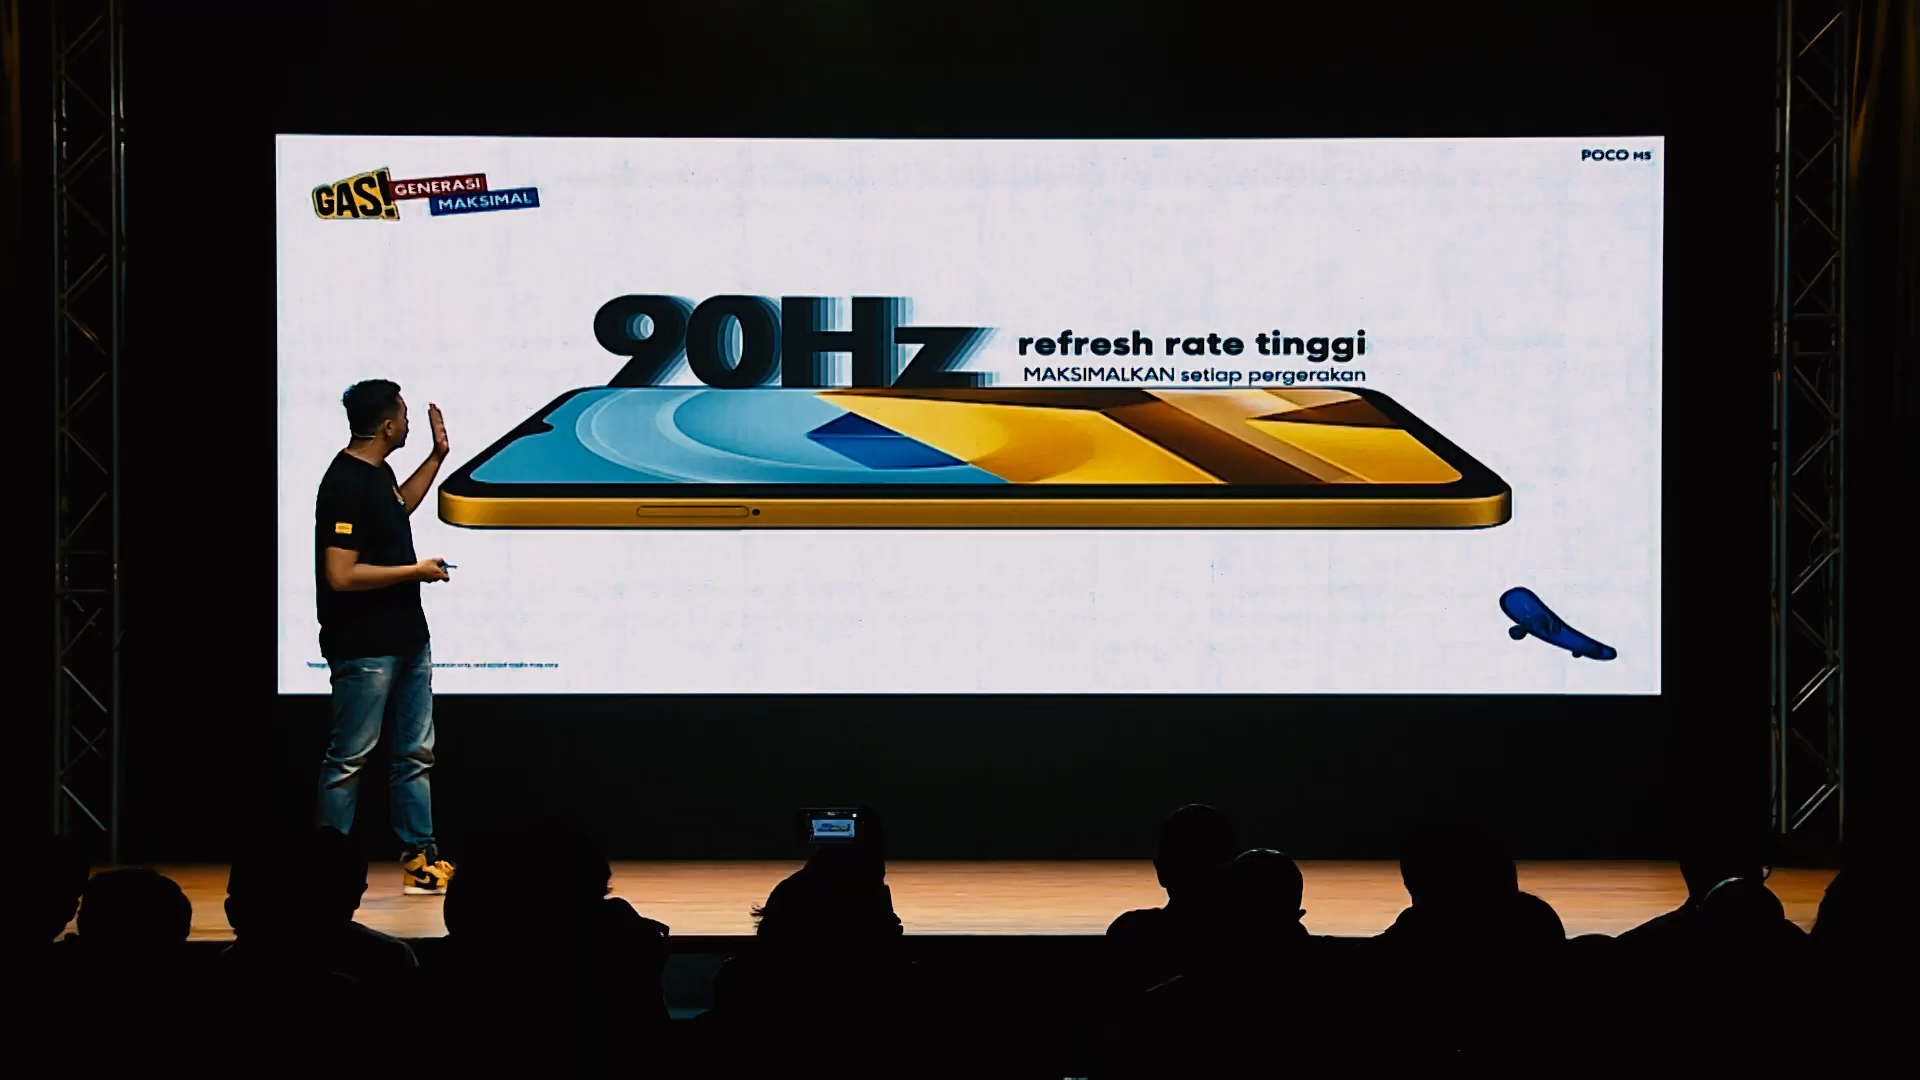 POCO M5
GAS! GENERASI
MAKSIMAL
90Hz refresh rate tinggi
MAKSIMALKAN setiap pergerakan